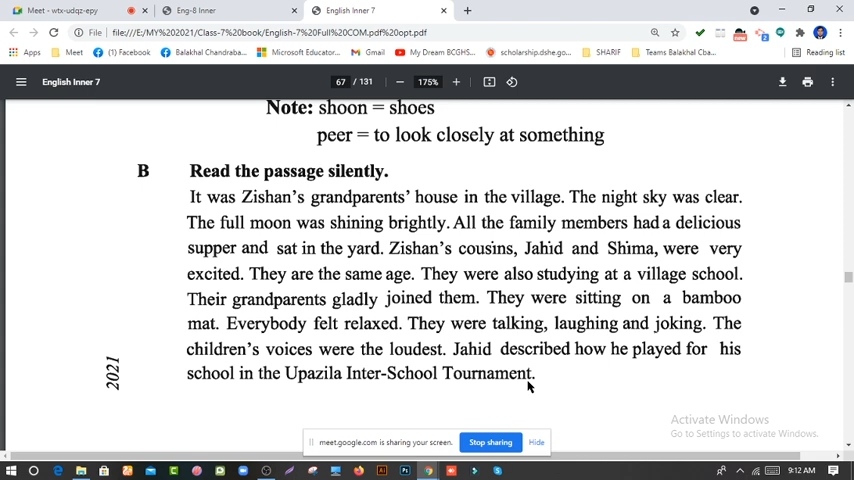 Meet - wtx-udqz-epy
Eng-8 Inner
English Inner 7
File | file:///E:/MY%202021/Class-7%20book/English-7%20Full%20COM.pdf%20opt.pdf
Apps
Meet
(1) Facebook
Balakhal Chandraba...
Microsoft Educator...
Gmail
My Dream BCGHS...
scholarship.dshe.go...
SHARIF
Teams Balakhal Cba...
Reading list
English Inner 7
67 / 131
175%
Note: shoon = shoes
peer = to look closely at something
B Read the passage silently.
It was Zishan's grandparents' house in the village. The night sky was clear.
The full moon was shining brightly. All the family members had a delicious
supper and sat in the yard. Zishan's cousins, Jahid and Shima, were very
excited. They are the same age. They were also studying at a village school.
Their grandparents gladly joined them. They were sitting on a bamboo
mat. Everybody felt relaxed. They were talking, laughing and joking. The
children's voices were the loudest. Jahid described how he played for his
school in the Upazila Inter-School Tournament.
2021
Activate Windows
Go to Settings to activate Windows.
meet.google.com is sharing your screen.
Stop sharing
Hide
9:12 AM